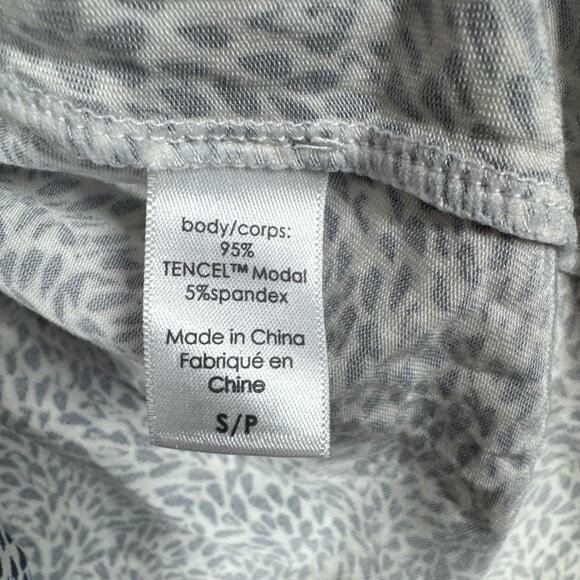 body/corps:
95%
TENCEL™ Modal
5%spandex
Made in China
Fabriqué en
Chine
S/P